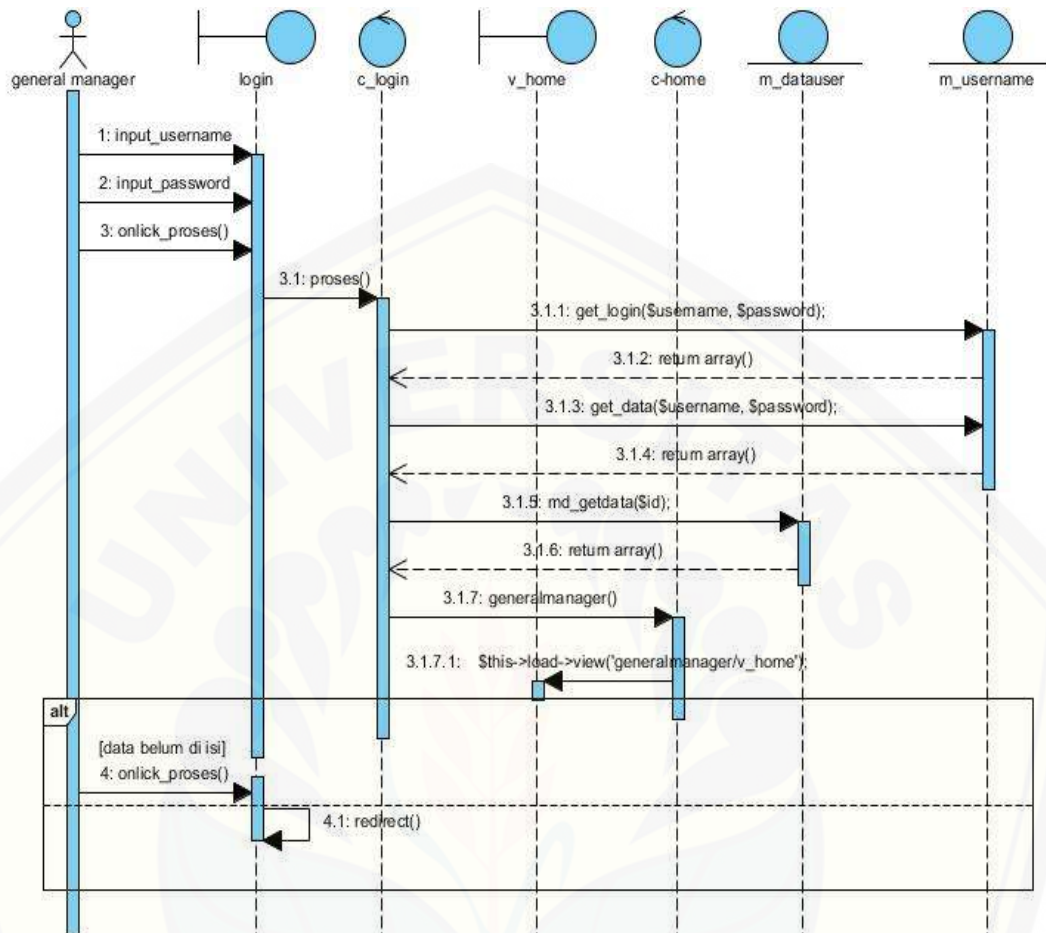 general manager
login
c_login
v_home
c-home
m_datauser
m_username
1: input_username
2: input_password
3: onlick_proses()
3.1: proses()
3.1.1: get_login($username, $password);
3.1.2: return array()
3.1.3: get_data($username, $password);
3.1.4: return array()
3.1.5: md_getdata($id);
3.1.6: return array()
3.1.7: generalmanager()
3.1.7.1: $this->load->view("generalmanager/v_home");
alt
[data belum di isi]
4: onlick_proses()
4.1: redirect()
UNIVERSITAS